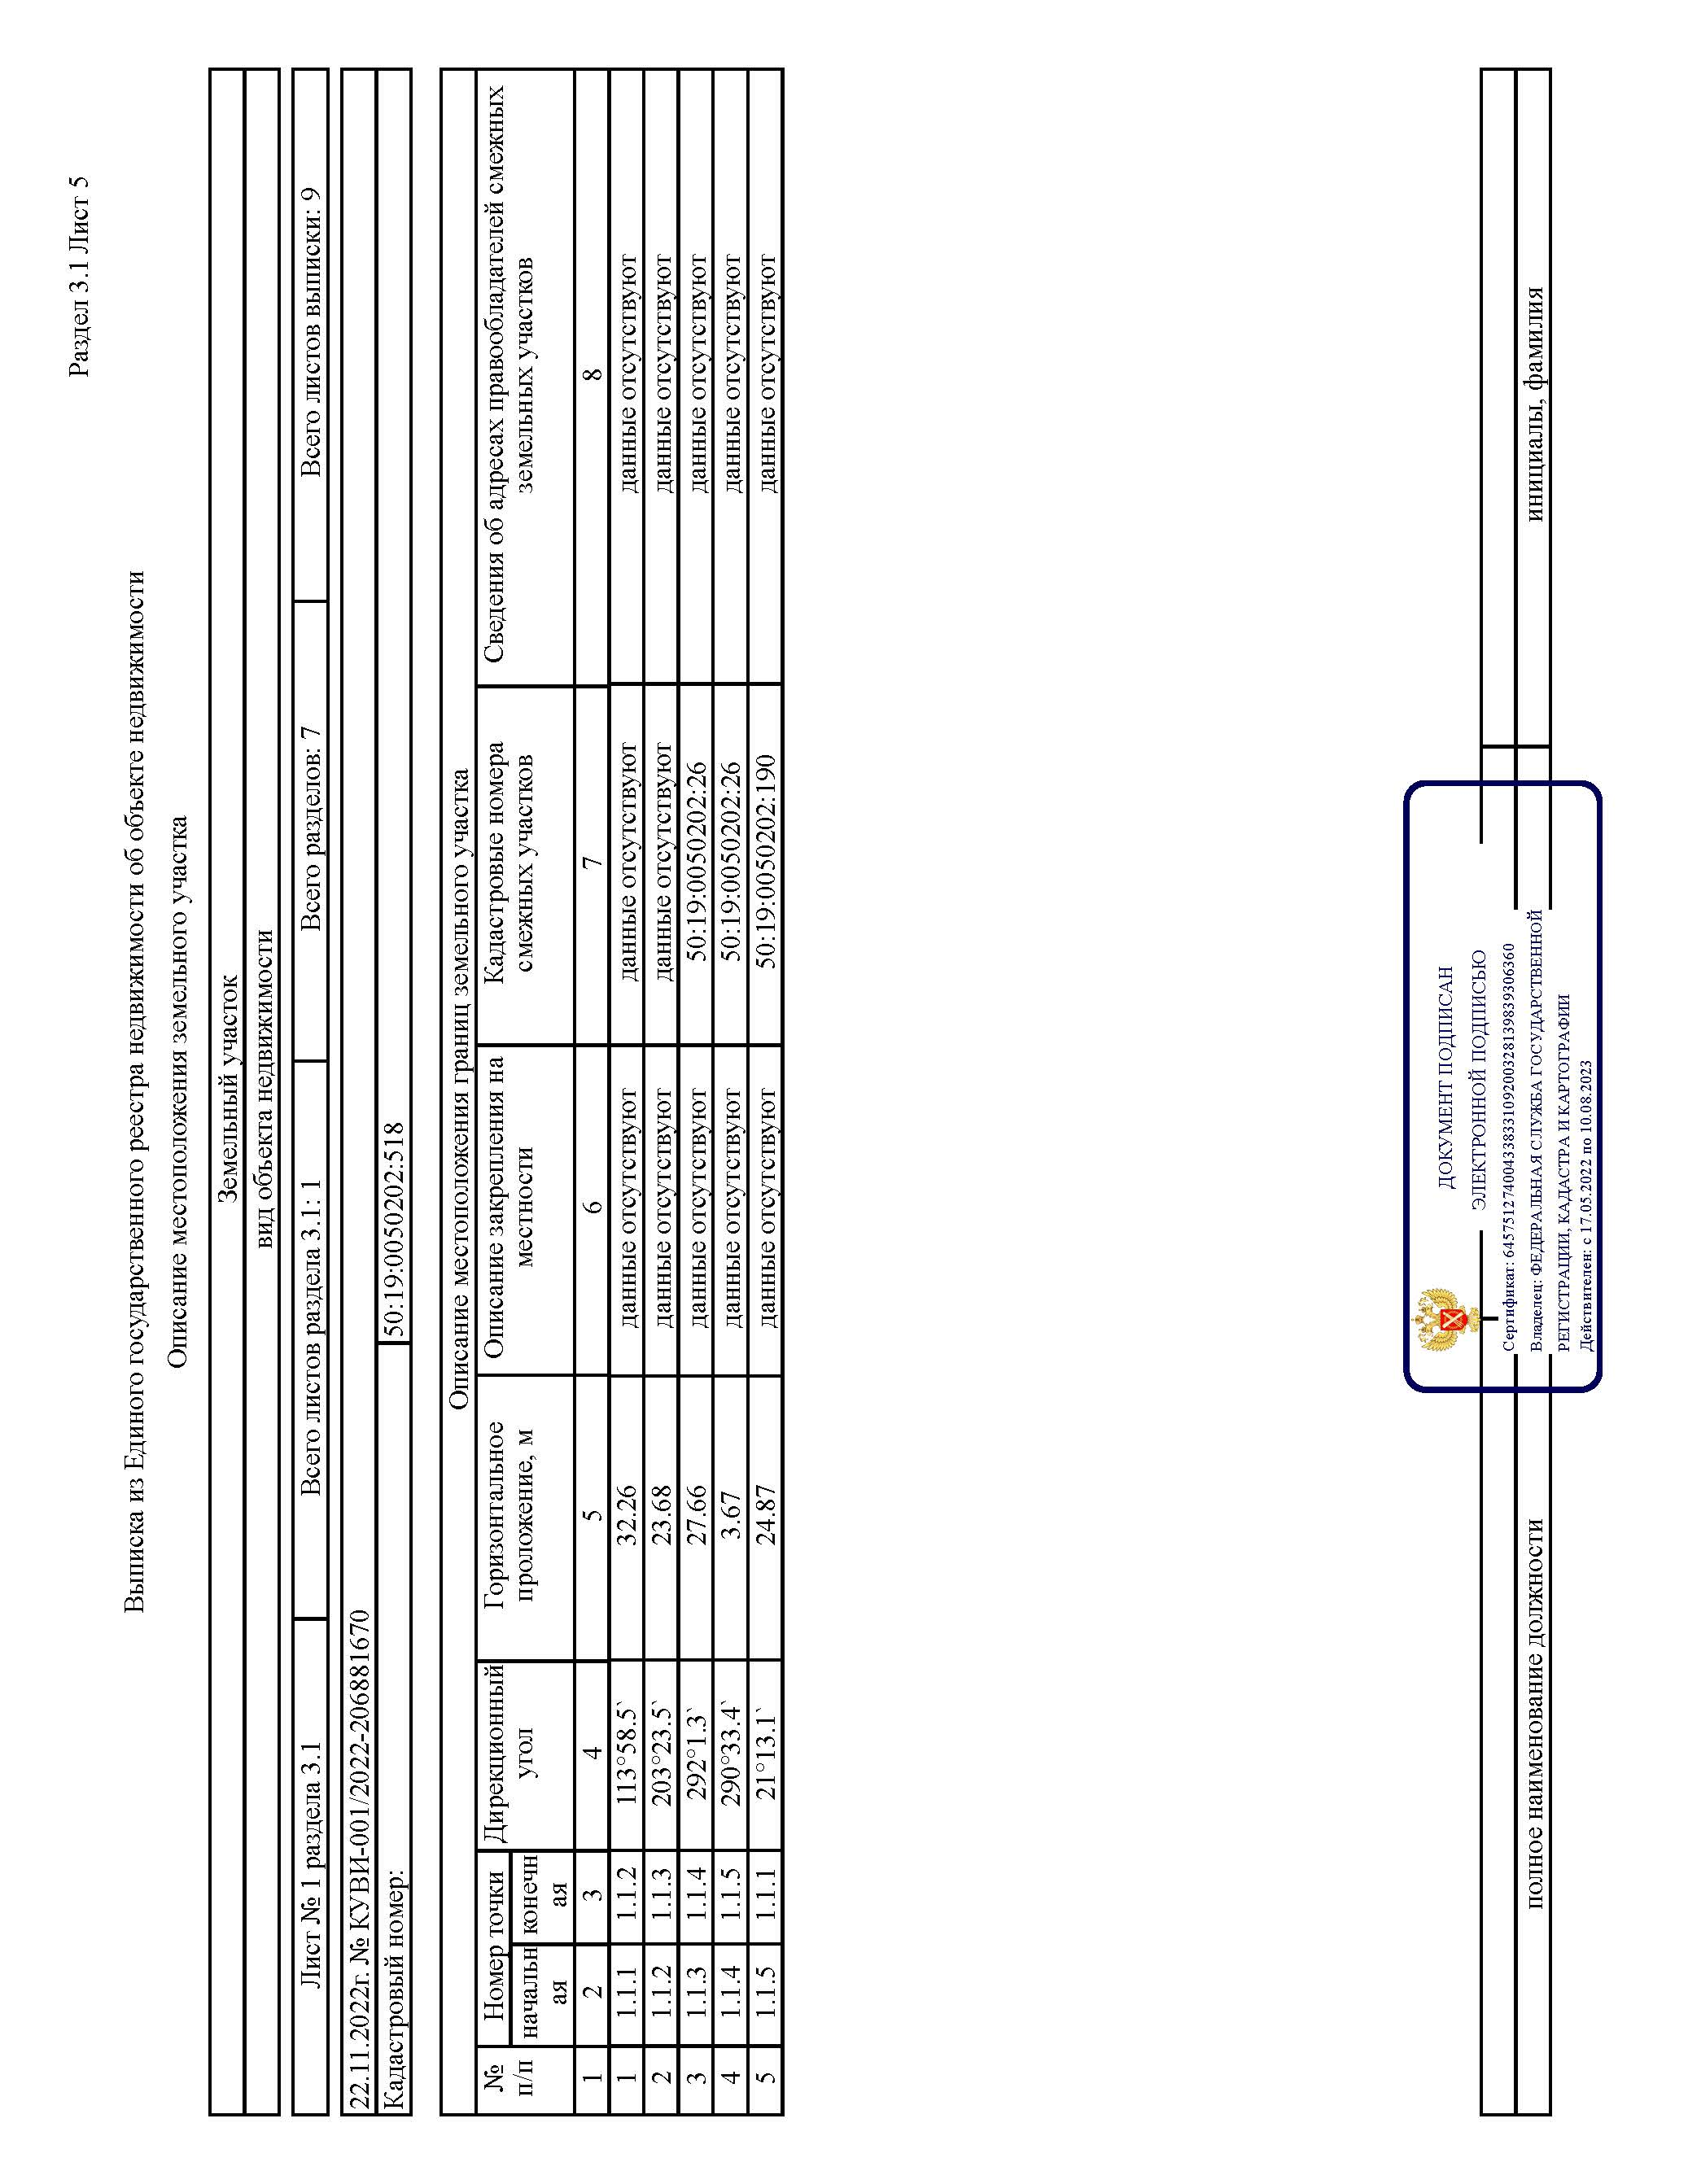 Раздел 3.1 Лист 5
Выписка из Единого государственного реестра недвижимости об объекте недвижимости
Описание местоположения земельного участка
Земельный участок
вид объекта недвижимости
Лист № 1 раздела 3.1 Всего листов раздела 3.1: 1 Всего разделов: 7 Всего листов выписки: 9
22.11.2022г. № КУВИ-001/2022-206881670
Кадастровый номер: 50:19:0050202:518
Описание местоположения границ земельного участка
№ Номер точки Дирекционный Горизонтальное Описание закрепления на Кадастровые номера Сведения об адресах правообладателей смежных
п/п начальн конечн угол проложение, м местности смежных участков земельных участков
ая ая
1 2 3 4 5 6 7 8
1 1.1.1 1.1.2 113°58.5` 32.26 данные отсутствуют данные отсутствуют данные отсутствуют
2 1.1.2 1.1.3 203°23.5` 23.68 данные отсутствуют данные отсутствуют данные отсутствуют
3 1.1.3 1.1.4 292°1.3` 27.66 данные отсутствуют 50:19:0050202:26 данные отсутствуют
4 1.1.4 1.1.5 290°33.4` 3.67 данные отсутствуют 50:19:0050202:26 данные отсутствуют
5 1.1.5 1.1.1 21°13.1` 24.87 данные отсутствуют 50:19:0050202:190 данные отсутствуют
ДОКУМЕНТ ПОДПИСАН
ЭЛЕКТРОННОЙ ПОДПИСЬЮ
Сертификат: 64575127400433833109200328139839306360
Владелец: ФЕДЕРАЛЬНАЯ СЛУЖБА ГОСУДАРСТВЕННОЙ
РЕГИСТРАЦИИ, КАДАСТРА И КАРТОГРАФИИ
Действителен: с 17.05.2022 по 10.08.2023
полное наименование должности инициалы, фамилия